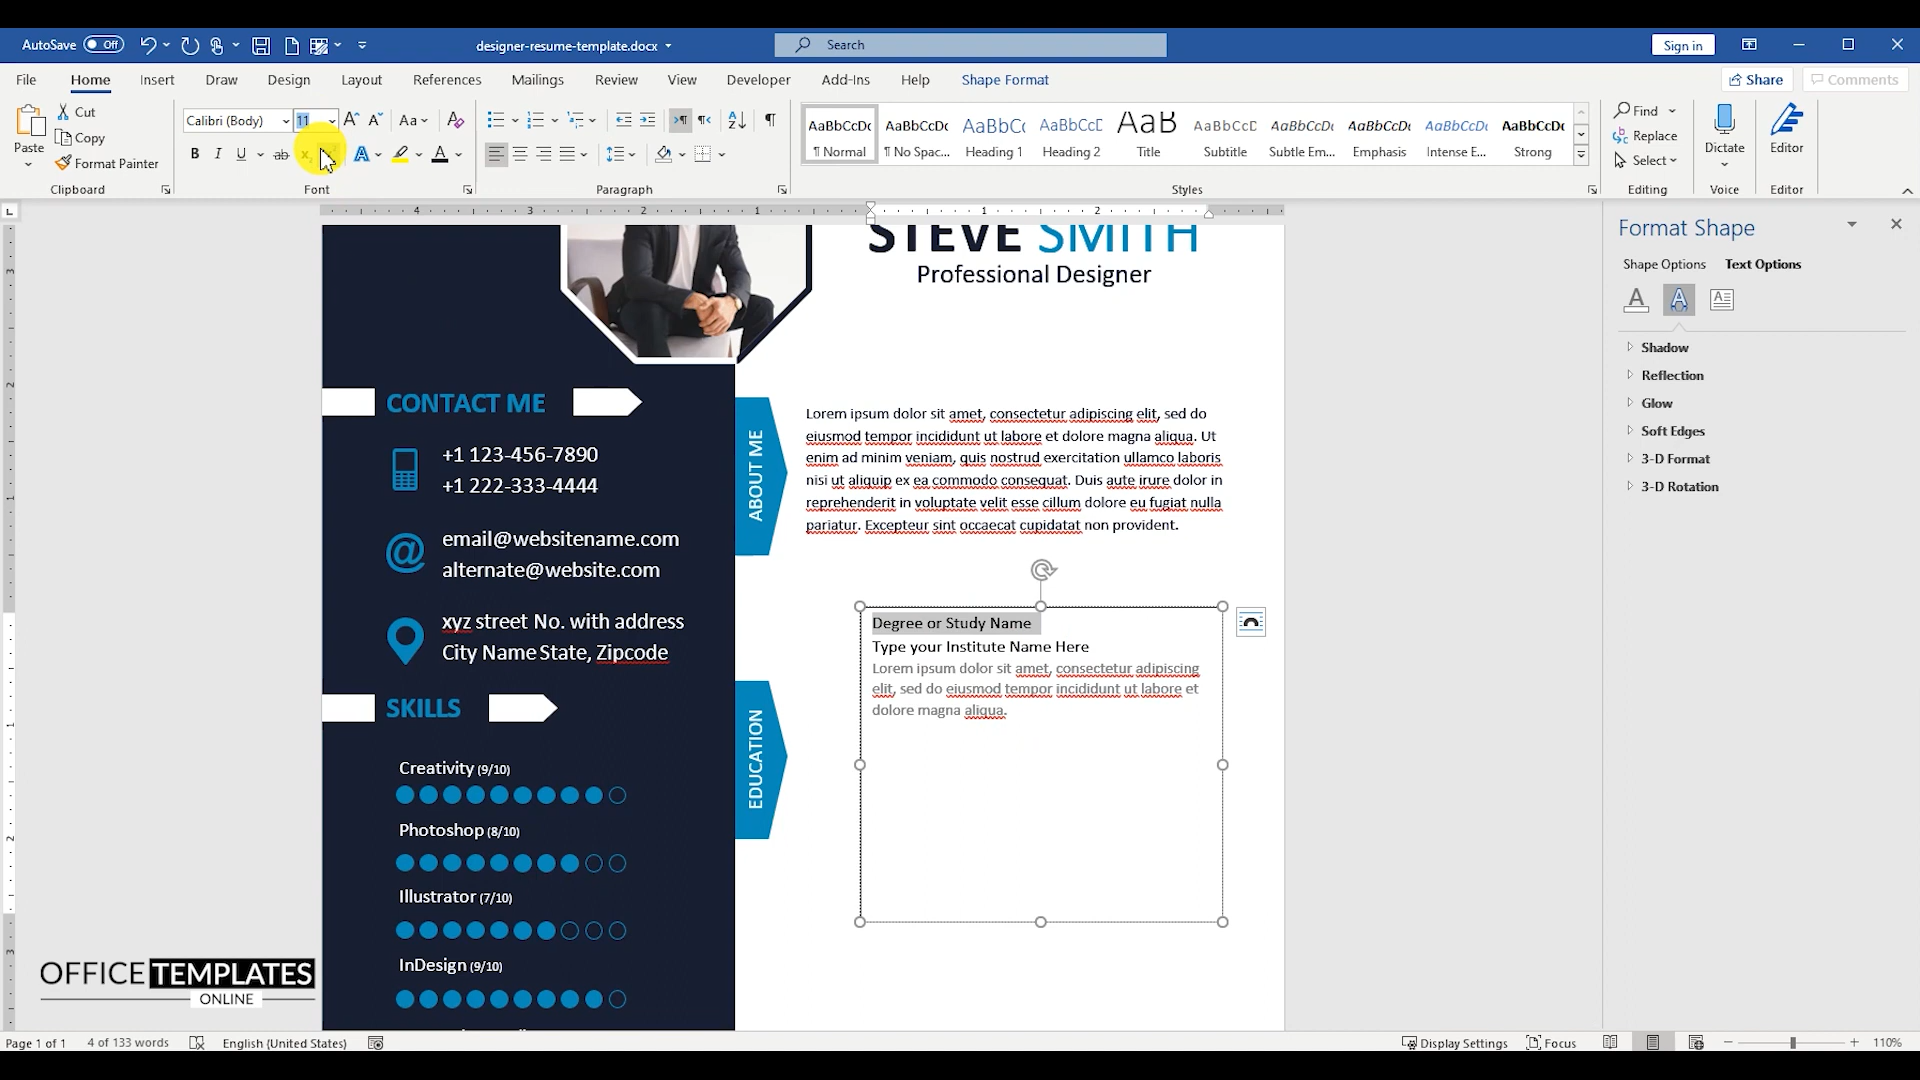 AutoSave Off
designer-resume-template.docx
Search
Sign in
File Home Insert Draw Design Layout References Mailings Review View Developer Add-Ins Help Shape Format
Share Comments
Paste
Cut
Copy
Format Painter
Clipboard
Calibri (Body) 11
Font
Paragraph
AaBbCcDc AaBbCcDc AaBbCc AaBbCcD AaB AaBbCcD AaBbCcDt AaBbCcDt AaBbCcDt AaBbCcDc
¶ Normal ¶ No Spac... Heading 1 Heading 2 Title Subtitle Subtle Em... Emphasis Intense E... Strong
Styles
Find
Replace
Select
Editing
Dictate
Voice
Editor
Editor
4 3 2 1 1 2
STEVE SMITH
Professional Designer
CONTACT ME
+1 123-456-7890
+1 222-333-4444
email@websitename.com
alternate@website.com
xyz street No. with address
City Name State, Zipcode
SKILLS
Creativity (9/10)
Photoshop (8/10)
Illustrator (7/10)
InDesign (9/10)
ABOUT ME
Lorem ipsum dolor sit amet, consectetur adipiscing elit, sed do
eiusmod tempor incididunt ut labore et dolore magna aliqua. Ut
enim ad minim veniam, quis nostrud exercitation ullamco laboris
nisi ut aliquip ex ea commodo consequat. Duis aute irure dolor in
reprehenderit in voluptate velit esse cillum dolore eu fugiat nulla
pariatur. Excepteur sint occaecat cupidatat non provident.
EDUCATION
Degree or Study Name
Type your Institute Name Here
Lorem ipsum dolor sit amet, consectetur adipiscing
elit, sed do eiusmod tempor incididunt ut labore et
dolore magna aliqua.
Format Shape
Shape Options Text Options
Shadow
Reflection
Glow
Soft Edges
3-D Format
3-D Rotation
OFFICE TEMPLATES
ONLINE
Page 1 of 1 4 of 133 words English (United States)
Display Settings Focus 110%